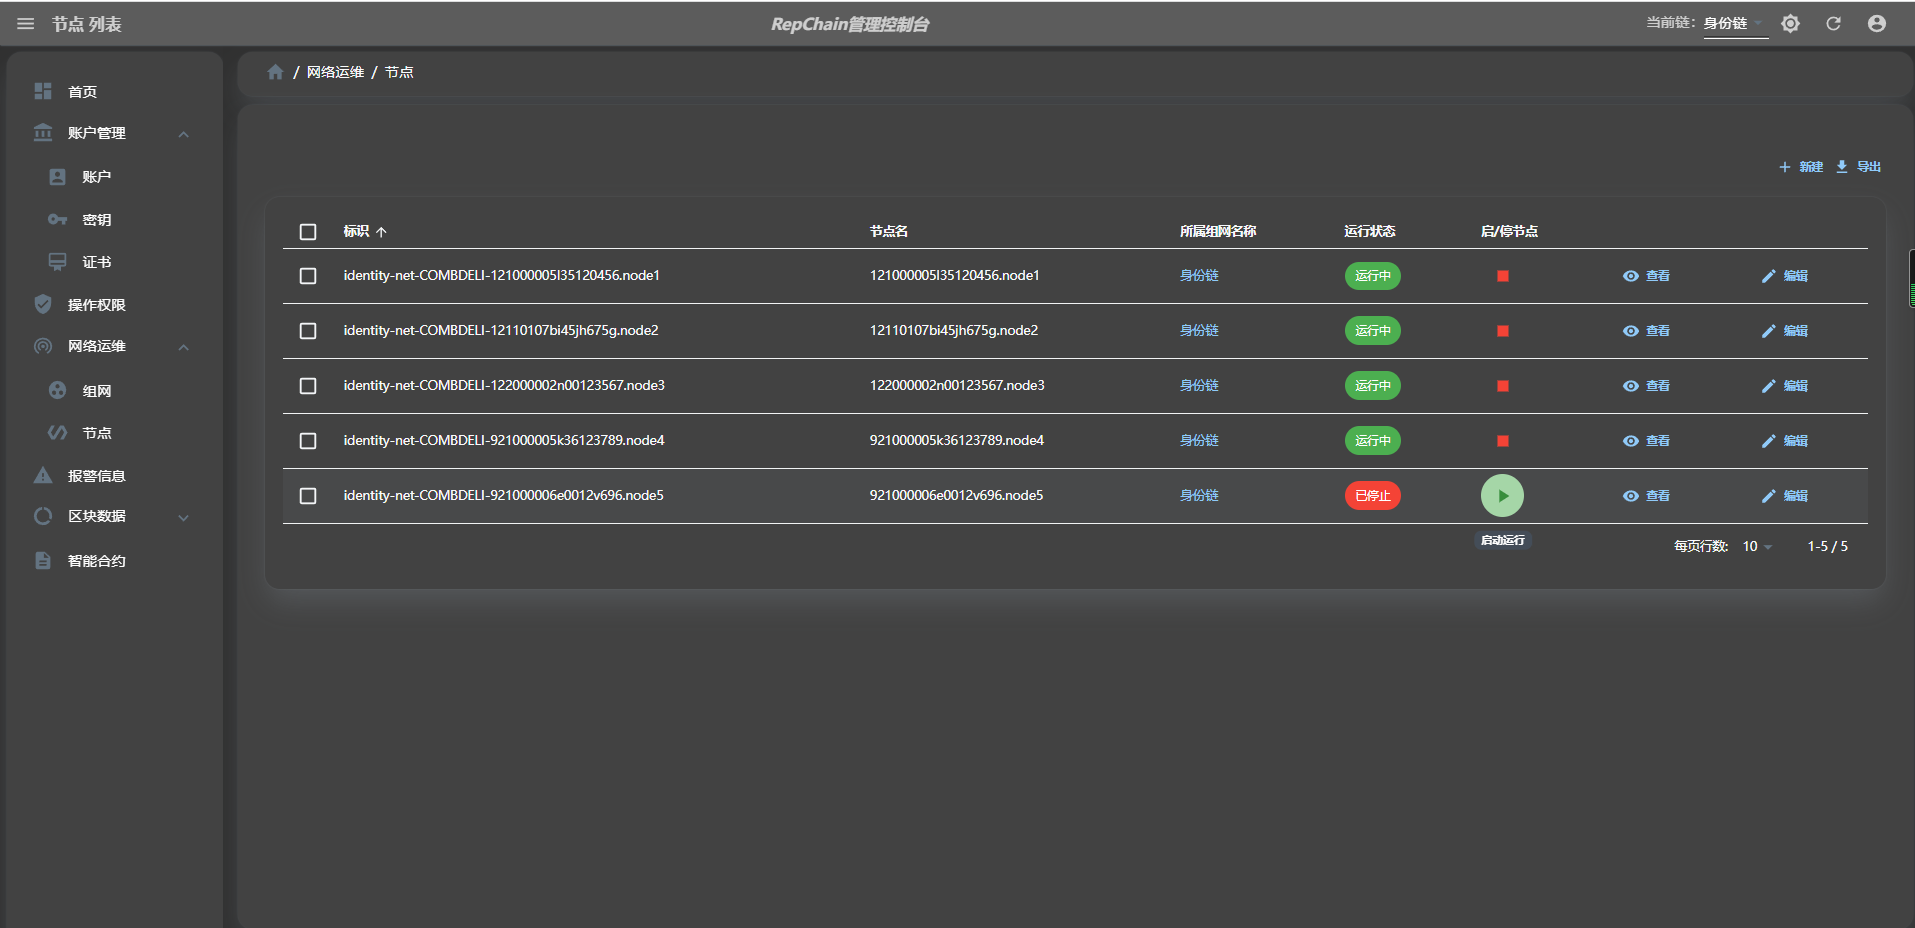 节点 列表
RepChain管理控制台
当前链: 身份链
首页
账户管理
账户
密钥
证书
操作权限
网络运维
组网
节点
报警信息
区块数据
智能合约
/ 网络运维 / 节点
新建 导出
标识 节点名 所属组网名称 运行状态 启/停节点
identity-net-COMBDELI-121000005l35120456.node1 121000005l35120456.node1 身份链 运行中 查看 编辑
identity-net-COMBDELI-12110107bi45jh675g.node2 12110107bi45jh675g.node2 身份链 运行中 查看 编辑
identity-net-COMBDELI-122000002n00123567.node3 122000002n00123567.node3 身份链 运行中 查看 编辑
identity-net-COMBDELI-921000005k36123789.node4 921000005k36123789.node4 身份链 运行中 查看 编辑
identity-net-COMBDELI-921000006e0012v696.node5 921000006e0012v696.node5 身份链 已停止 查看 编辑
启动运行
每页行数: 10 1-5 / 5